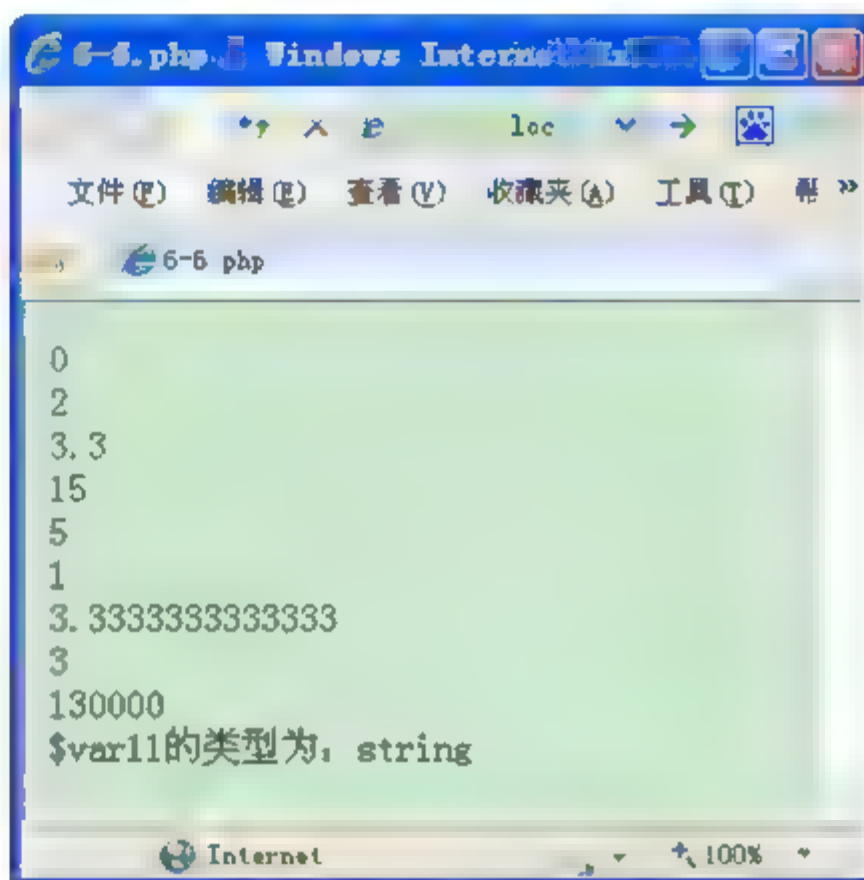 6-6.php Windows Internet
loc
文件(F) 编辑(E) 查看(V) 收藏夹(A) 工具(T) 帮 »
6-6 php
0
2
3.3
15
5
1
3.3333333333333
3
130000
$var11的类型为：string
Internet 100%